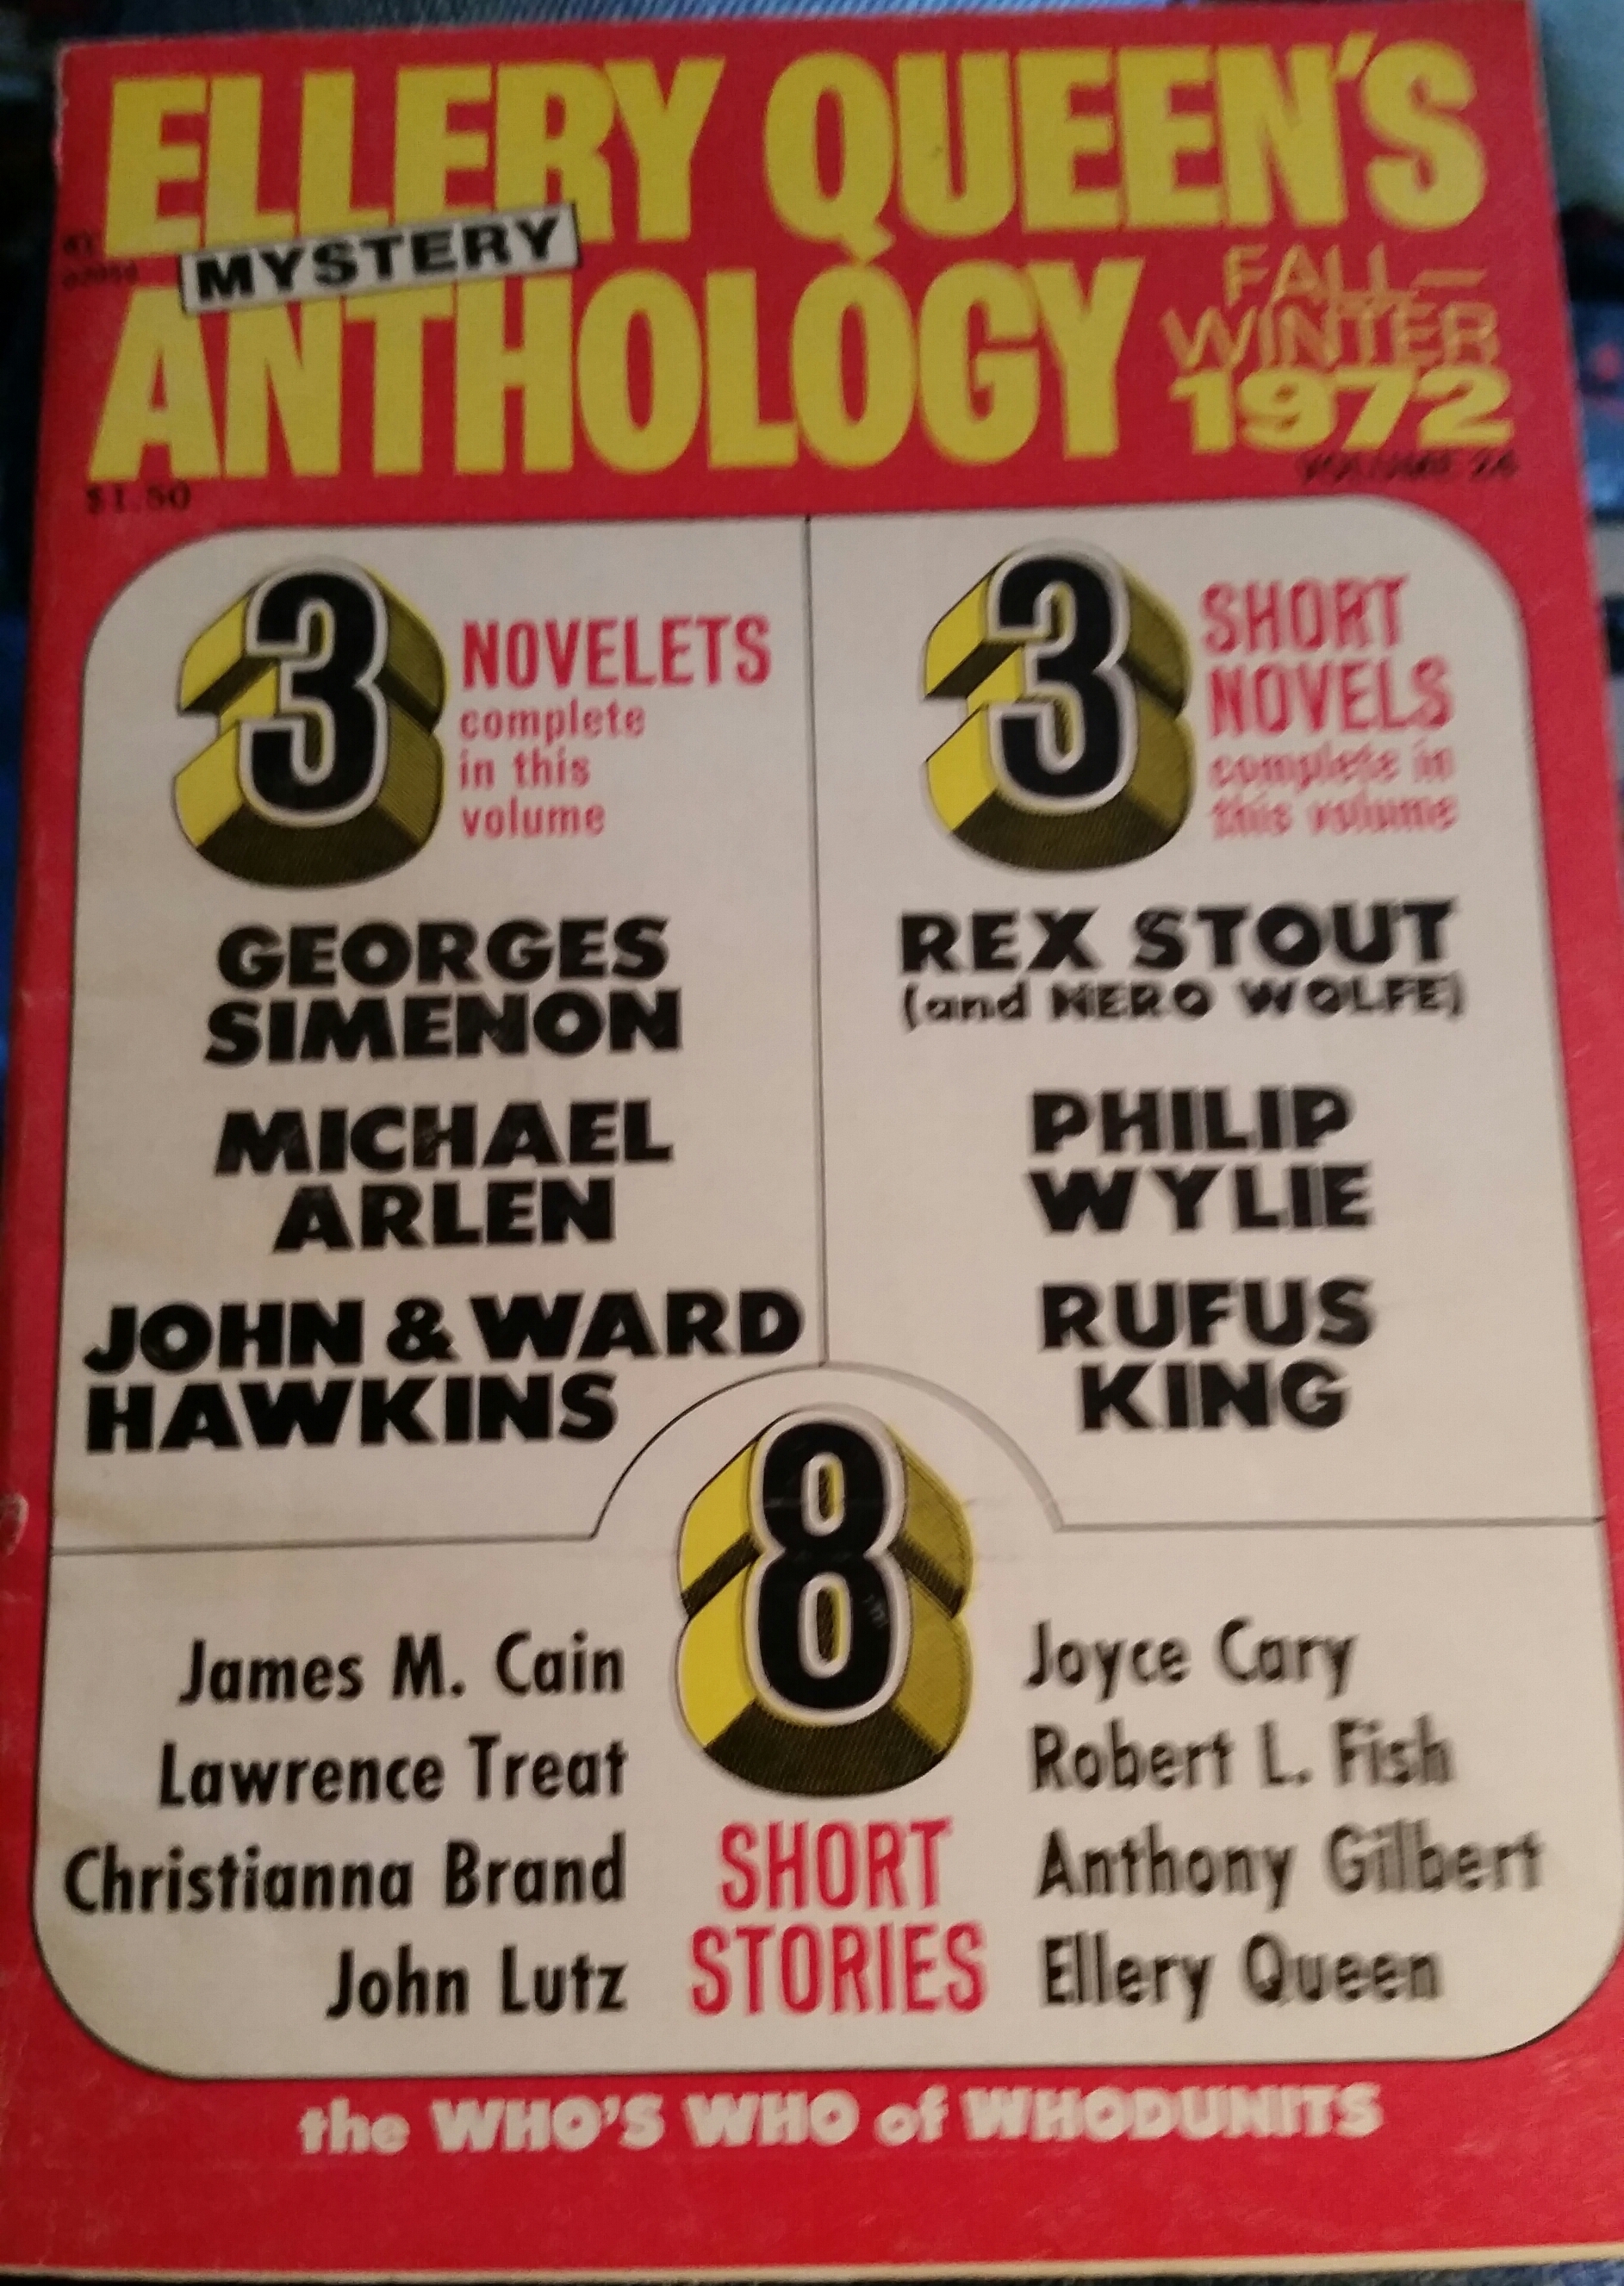 ELLERY QUEEN'S
MYSTERY
ANTHOLOGY
FALL—
WINTER
1972
VOLUME 24
$1.50
3
NOVELETS
complete
in this
volume
GEORGES
SIMENON
MICHAEL
ARLEN
JOHN & WARD
HAWKINS
3
SHORT
NOVELS
complete in
this volume
REX STOUT
(and NERO WOLFE)
PHILIP
WYLIE
RUFUS
KING
8
SHORT
STORIES
James M. Cain
Lawrence Treat
Christianna Brand
John Lutz
Joyce Cary
Robert L. Fish
Anthony Gilbert
Ellery Queen
the WHO'S WHO of WHODUNITS